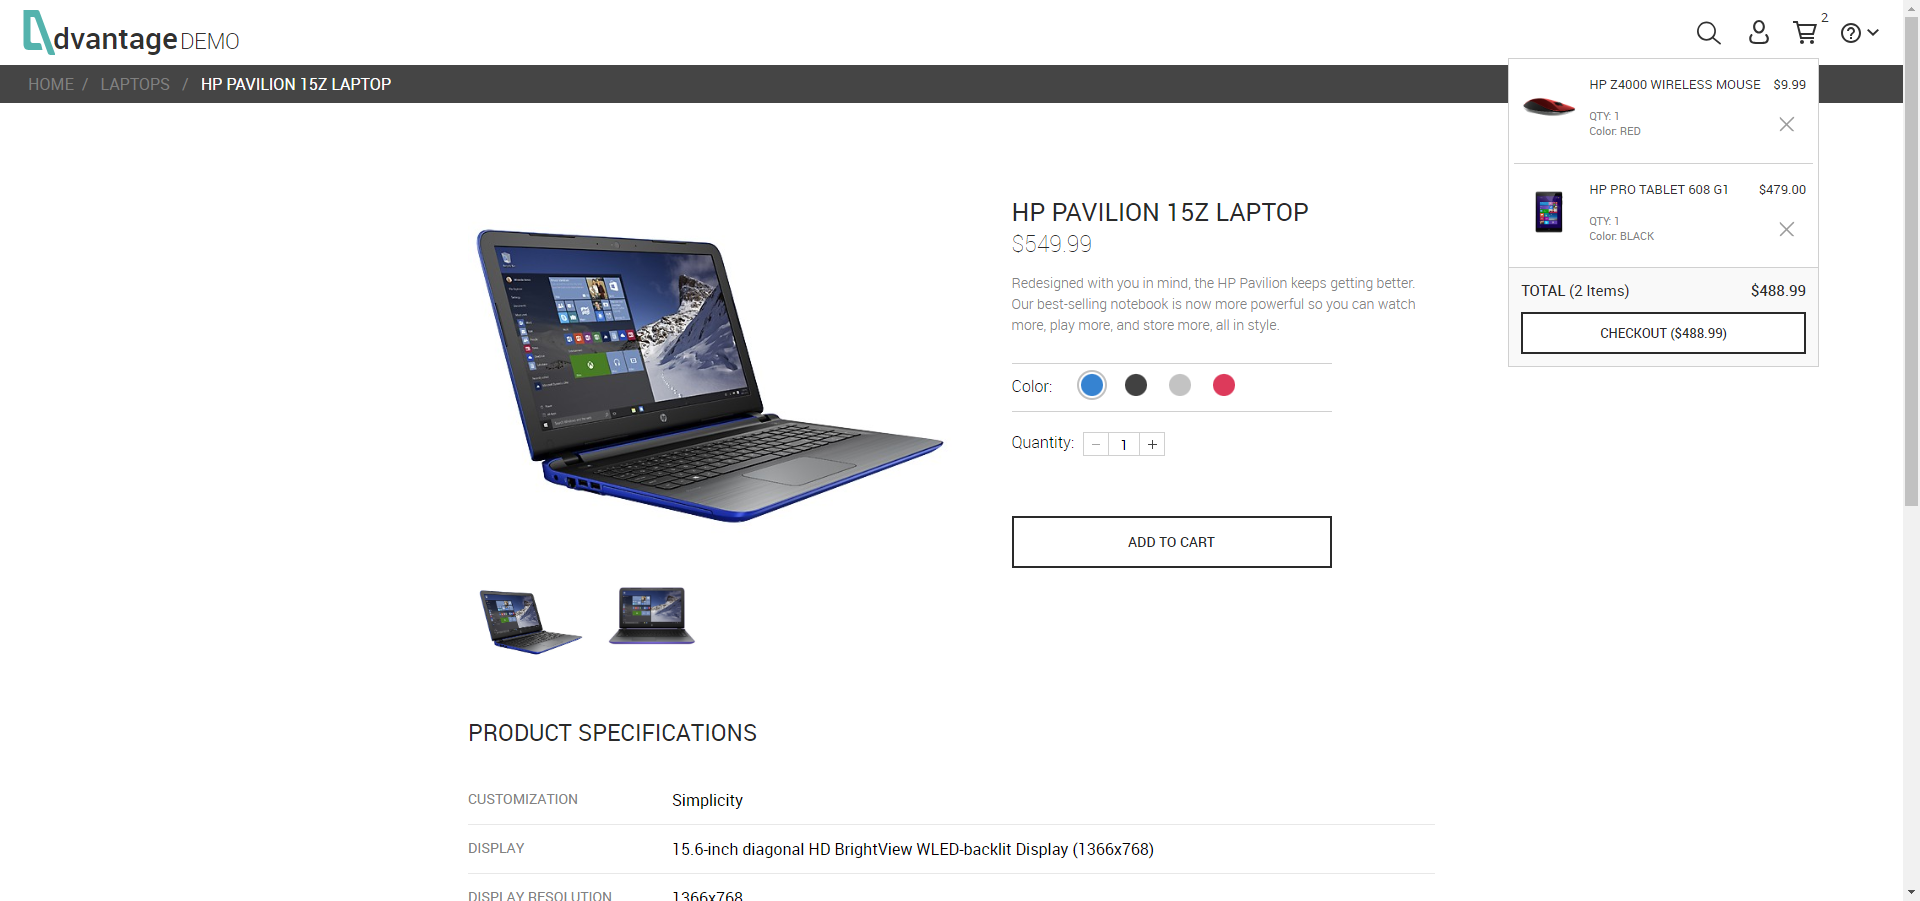 dvantage DEMO
2
HOME / LAPTOPS / HP PAVILION 15Z LAPTOP
HP Z4000 WIRELESS MOUSE $9.99
QTY: 1
Color: RED
HP PRO TABLET 608 G1 $479.00
QTY: 1
Color: BLACK
TOTAL (2 Items) $488.99
CHECKOUT ($488.99)
HP PAVILION 15Z LAPTOP
$549.99
Redesigned with you in mind, the HP Pavilion keeps getting better.
Our best-selling notebook is now more powerful so you can watch
more, play more, and store more, all in style.
Color:
Quantity: − 1 +
ADD TO CART
PRODUCT SPECIFICATIONS
CUSTOMIZATION Simplicity
DISPLAY 15.6-inch diagonal HD BrightView WLED-backlit Display (1366x768)
DISPLAY RESOLUTION 1366x768